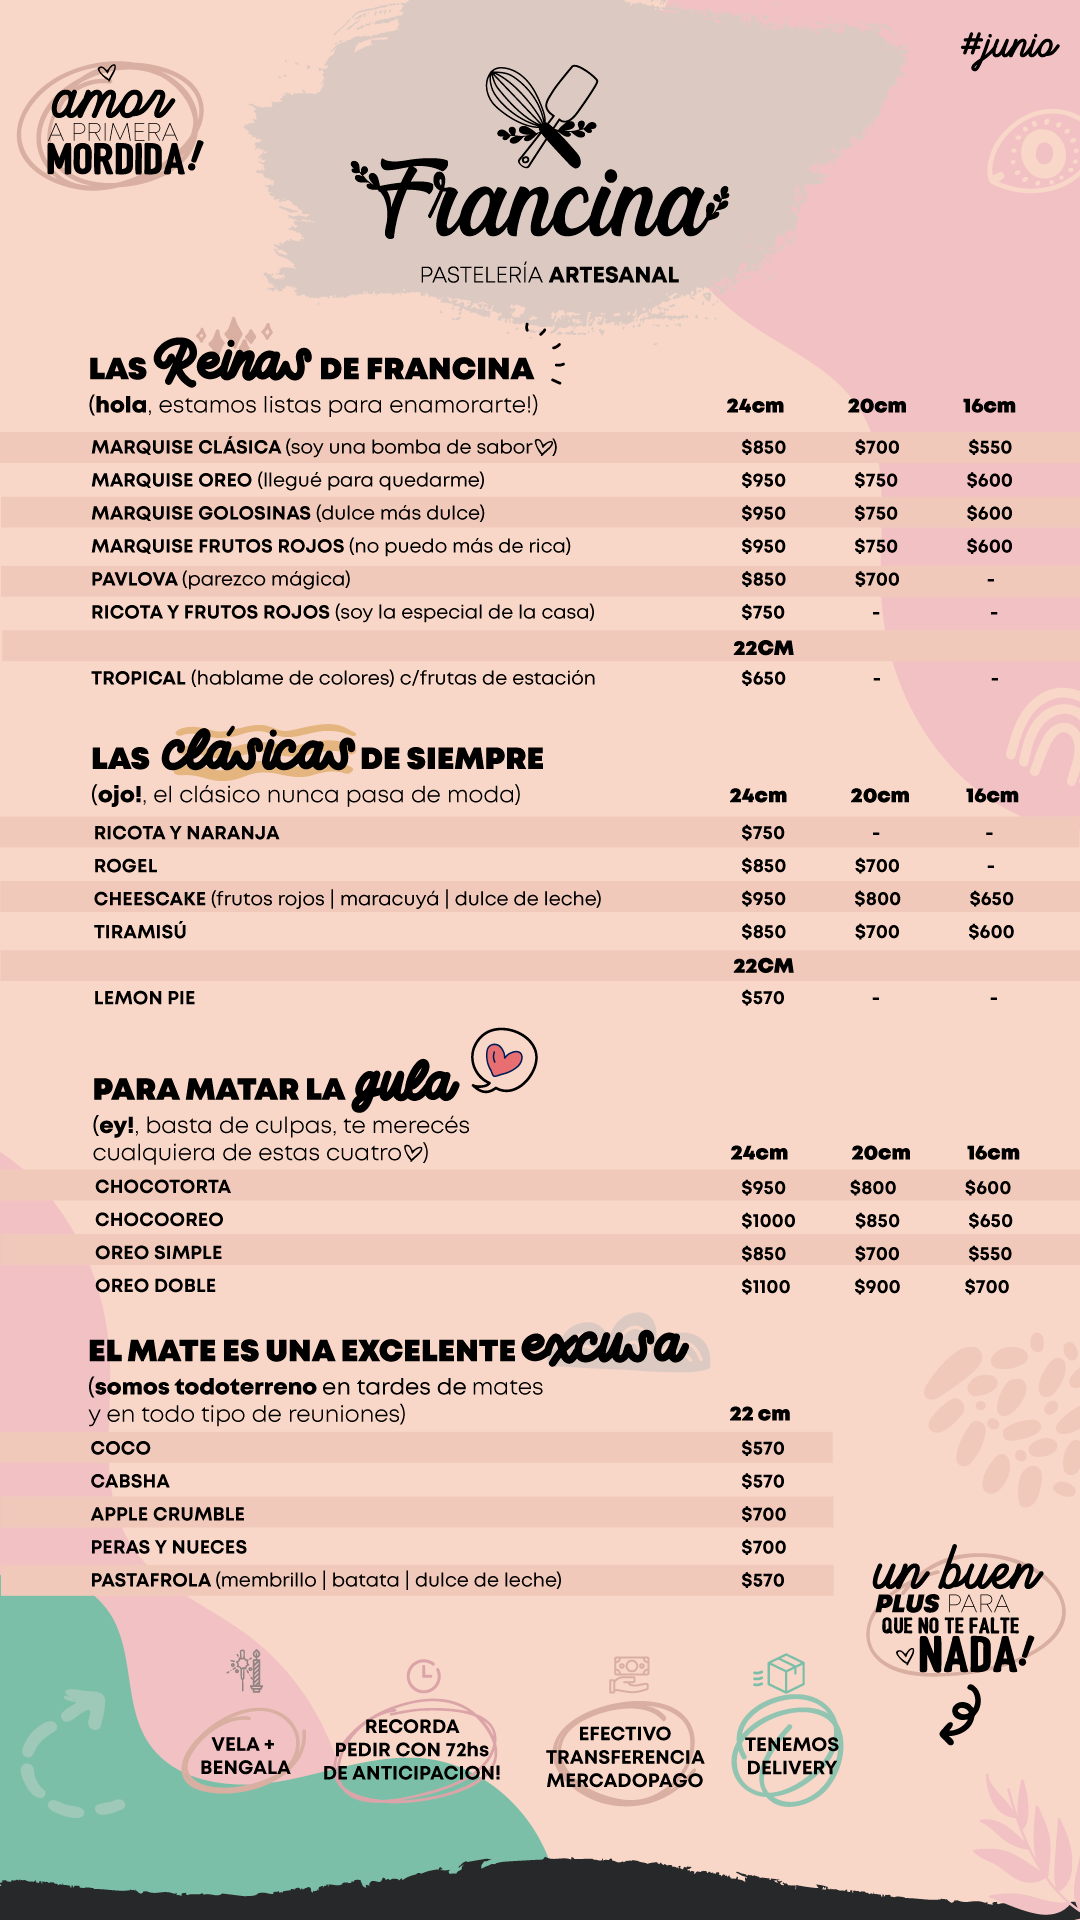 #junio
amor
A PRIMERA
MORDIDA!
Francina
PASTELERÍA ARTESANAL
LAS Reinas DE FRANCINA
(hola, estamos listas para enamorarte!) 24cm 20cm 16cm
MARQUISE CLÁSICA (soy una bomba de sabor♡) $850 $700 $550
MARQUISE OREO (llegué para quedarme) $950 $750 $600
MARQUISE GOLOSINAS (dulce más dulce) $950 $750 $600
MARQUISE FRUTOS ROJOS (no puedo más de rica) $950 $750 $600
PAVLOVA (parezco mágica) $850 $700 -
RICOTA Y FRUTOS ROJOS (soy la especial de la casa) $750 - -
22CM
TROPICAL (hablame de colores) c/frutas de estación $650 - -
LAS clásicas DE SIEMPRE
(ojo!, el clásico nunca pasa de moda) 24cm 20cm 16cm
RICOTA Y NARANJA $750 - -
ROGEL $850 $700 -
CHEESCAKE (frutos rojos | maracuyá | dulce de leche) $950 $800 $650
TIRAMISÚ $850 $700 $600
22CM
LEMON PIE $570 - -
PARA MATAR LA gula
(ey!, basta de culpas, te merecés
cualquiera de estas cuatro♡) 24cm 20cm 16cm
CHOCOTORTA $950 $800 $600
CHOCOOREO $1000 $850 $650
OREO SIMPLE $850 $700 $550
OREO DOBLE $1100 $900 $700
EL MATE ES UNA EXCELENTE excusa
(somos todoterreno en tardes de mates
y en todo tipo de reuniones) 22 cm
COCO $570
CABSHA $570
APPLE CRUMBLE $700
PERAS Y NUECES $700
PASTAFROLA (membrillo | batata | dulce de leche) $570
un buen
PLUS PARA
QUE NO TE FALTE
♡NADA!
VELA +
BENGALA
RECORDA
PEDIR CON 72hs
DE ANTICIPACION!
EFECTIVO
TRANSFERENCIA
MERCADOPAGO
TENEMOS
DELIVERY